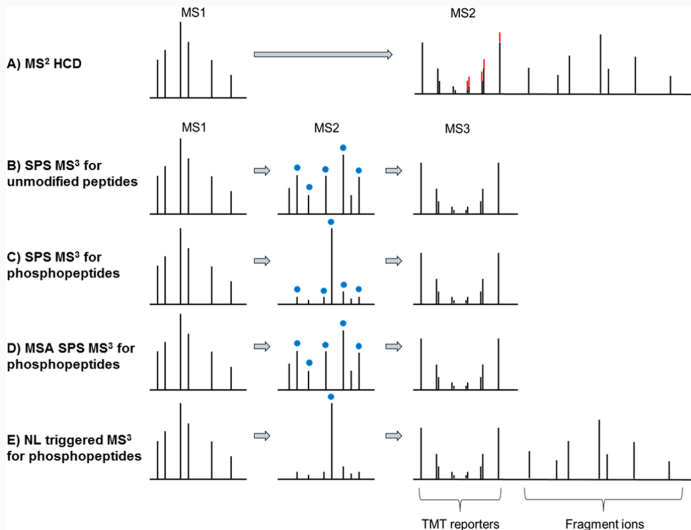 MS1
MS2
A) MS² HCD
MS1
MS2
MS3
B) SPS MS³ for
unmodified peptides
C) SPS MS³ for
phosphopeptides
D) MSA SPS MS³ for
phosphopeptides
E) NL triggered MS³
for phosphopeptides
TMT reporters
Fragment ions